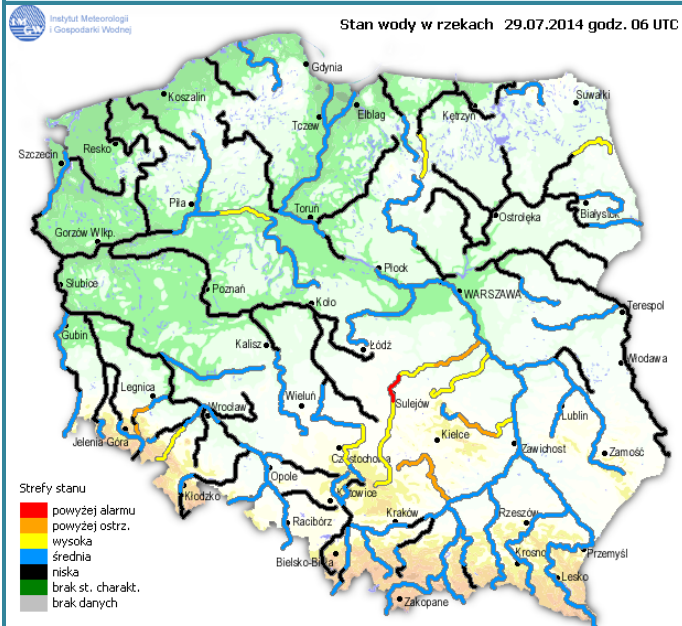 Instytut Meteorologii
i Gospodarki Wodnej
Stan wody w rzekach 29.07.2014 godz. 06 UTC
Gdynia
Koszalin
Suwałki
Elbląg
Kętrzyn
Tczew
Resko
Szczecin
Piła
Toruń
Ostrołęka
Białystok
Gorzów Wlkp.
Płock
Słubice
Poznań
WARSZAWA
Koło
Terespol
Gubin
Kalisz
Łódź
Włodawa
Legnica
Wieluń
Sulejów
Wrocław
Lublin
Jelenia Góra
Kielce
Zawichost
Częstochowa
Zamość
Opole
Kłodzko
Katowice
Racibórz
Kraków
Rzeszów
Bielsko-Biała
Krosno
Przemyśl
Lesko
Zakopane
Strefy stanu
powyżej alarmu
powyżej ostrz.
wysoka
średnia
niska
brak st. charakt.
brak danych